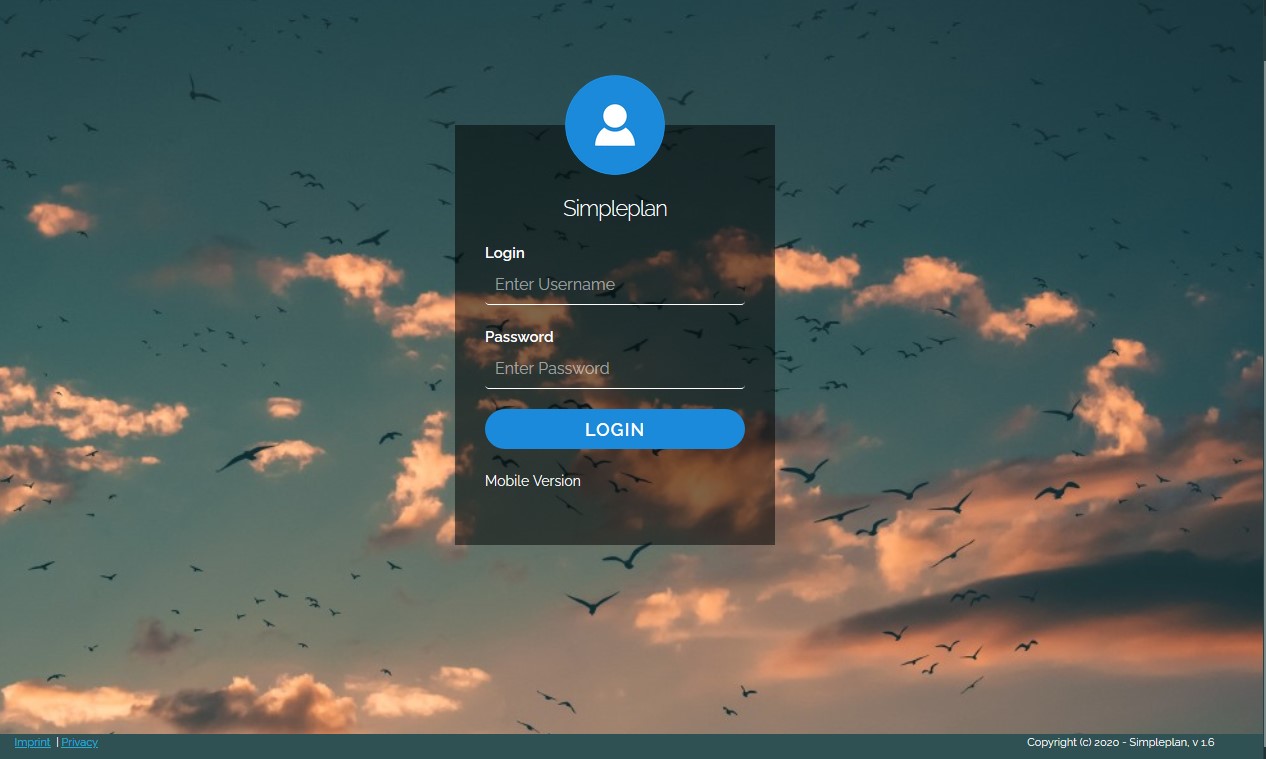 Simpleplan
Login
Enter Username
Password
Enter Password
LOGIN
Mobile Version
Imprint | Privacy
Copyright (c) 2020 - Simpleplan, v 1.6